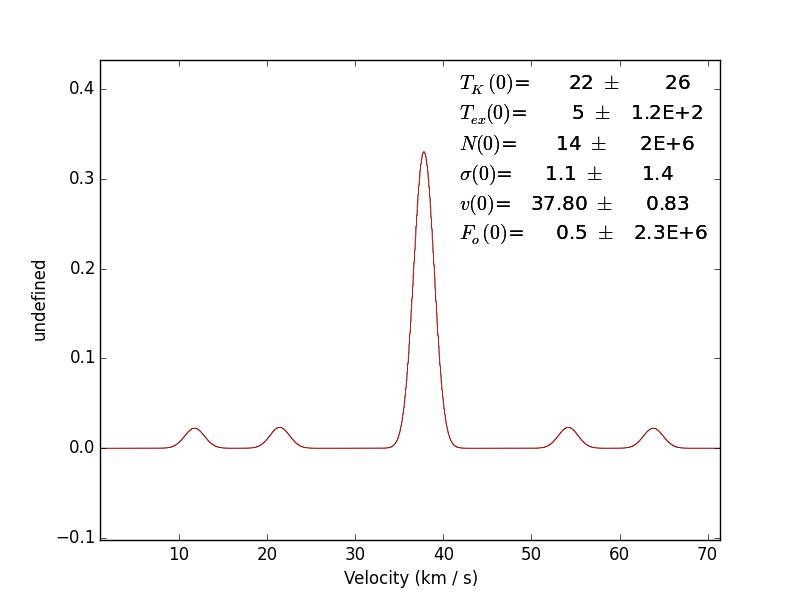 0.4
0.3
0.2
0.1
0.0
−0.1
undefined
10 20 30 40 50 60 70
Velocity (km / s)
T_K(0)= 22 ± 26
T_ex(0)= 5 ± 1.2E+2
N(0)= 14 ± 2E+6
σ(0)= 1.1 ± 1.4
v(0)= 37.80 ± 0.83
F_o(0)= 0.5 ± 2.3E+6